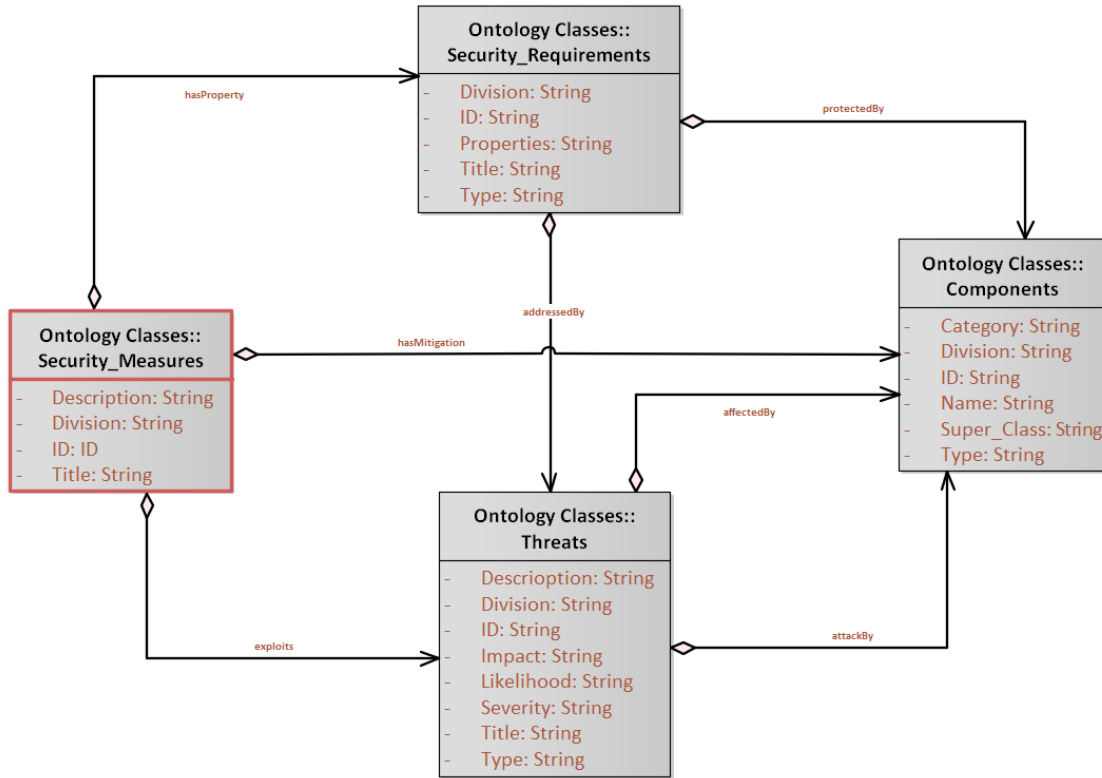 Ontology Classes::
Security_Requirements
- Division: String
- ID: String
- Properties: String
- Title: String
- Type: String
hasProperty
protectedBy
Ontology Classes::
Components
- Category: String
- Division: String
- ID: String
- Name: String
- Super_Class: String
- Type: String
addressedBy
Ontology Classes::
Security_Measures
- Description: String
- Division: String
- ID: ID
- Title: String
hasMitigation
affectedBy
Ontology Classes::
Threats
- Descrioption: String
- Division: String
- ID: String
- Impact: String
- Likelihood: String
- Severity: String
- Title: String
- Type: String
exploits
attackBy